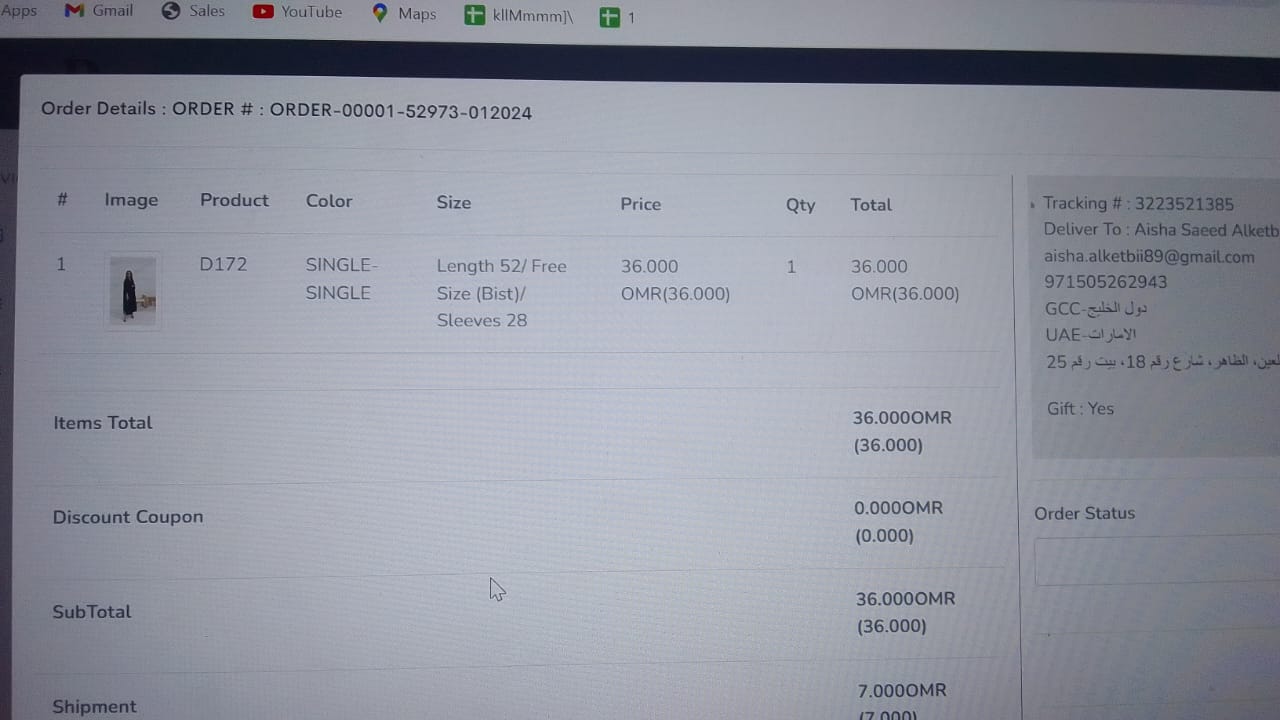 Apps Gmail Sales YouTube Maps kllMmmm]\ 1
Order Details : ORDER # : ORDER-00001-52973-012024
# Image Product Color Size Price Qty Total
1 D172 SINGLE- Length 52/ Free 36.000 1 36.000
SINGLE Size (Bist)/ OMR(36.000) OMR(36.000)
Sleeves 28
Items Total 36.000OMR
(36.000)
Discount Coupon 0.000OMR
(0.000)
SubTotal 36.000OMR
(36.000)
Shipment 7.000OMR
(7.000)
Tracking # : 3223521385
Deliver To : Aisha Saeed Alketb
aisha.alketbii89@gmail.com
971505262943
GCC-دول الخليج
UAE-الامارات
لعين، الظاهر، شارع رقم 18، بيت رقم 25
Gift : Yes
Order Status